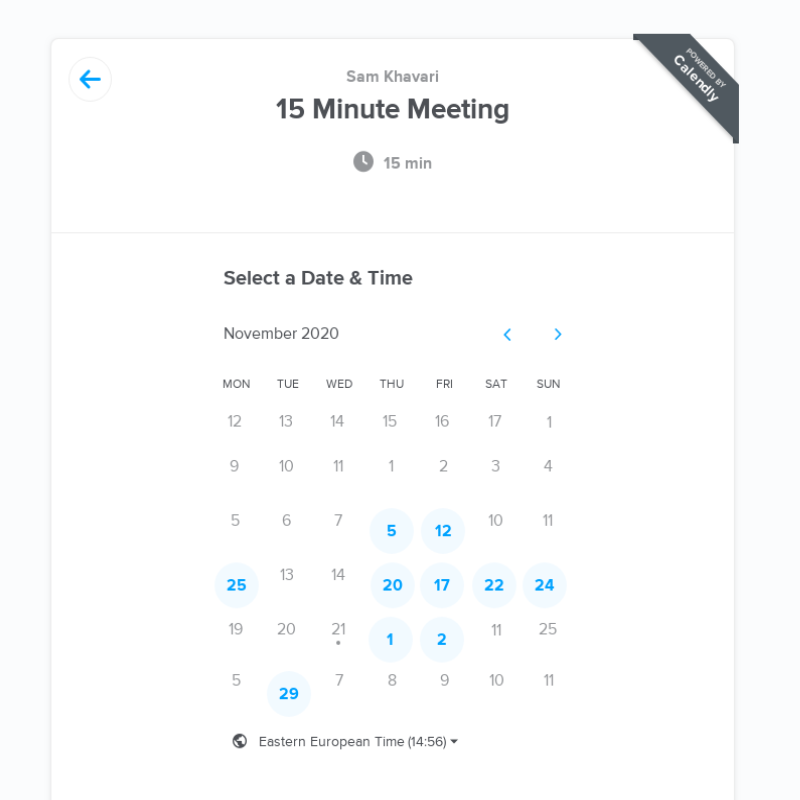 POWERED BY
Calendly
Sam Khavari
15 Minute Meeting
15 min
Select a Date & Time
November 2020
MON TUE WED THU FRI SAT SUN
12 13 14 15 16 17 1
9 10 11 1 2 3 4
5 6 7 5 12 10 11
25 13 14 20 17 22 24
19 20 21 1 2 11 25
5 29 7 8 9 10 11
Eastern European Time (14:56)